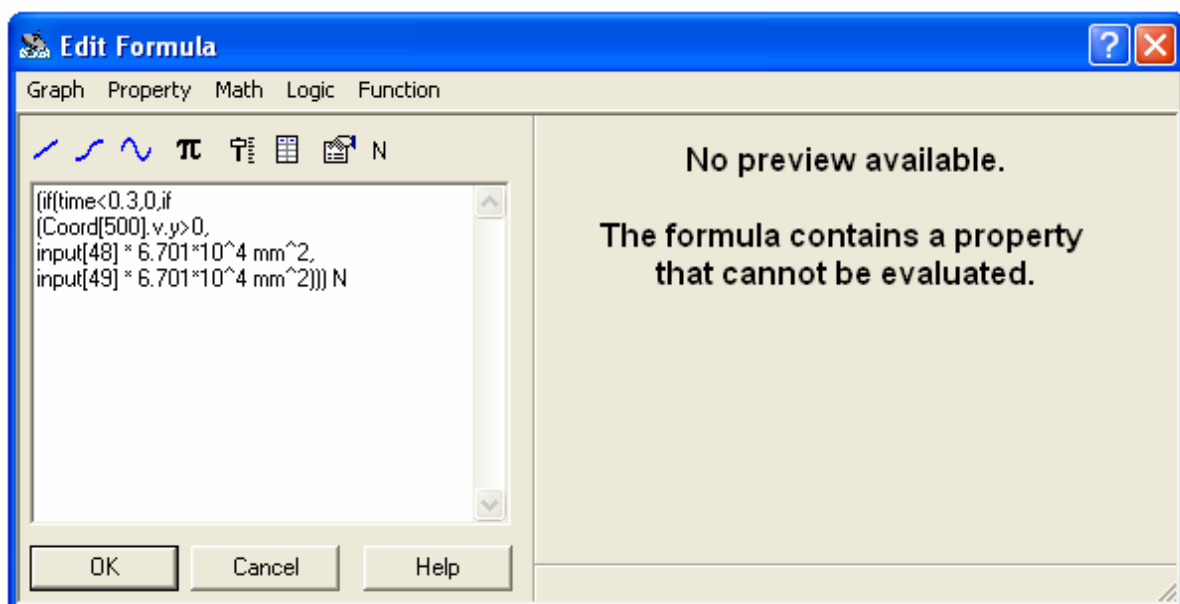 Edit Formula
Graph Property Math Logic Function
π N
(if(time<0.3,0,if
(Coord[500].v.y>0,
input[48] * 6.701*10^4 mm^2,
input[49] * 6.701*10^4 mm^2))) N
No preview available.
The formula contains a property
that cannot be evaluated.
OK Cancel Help